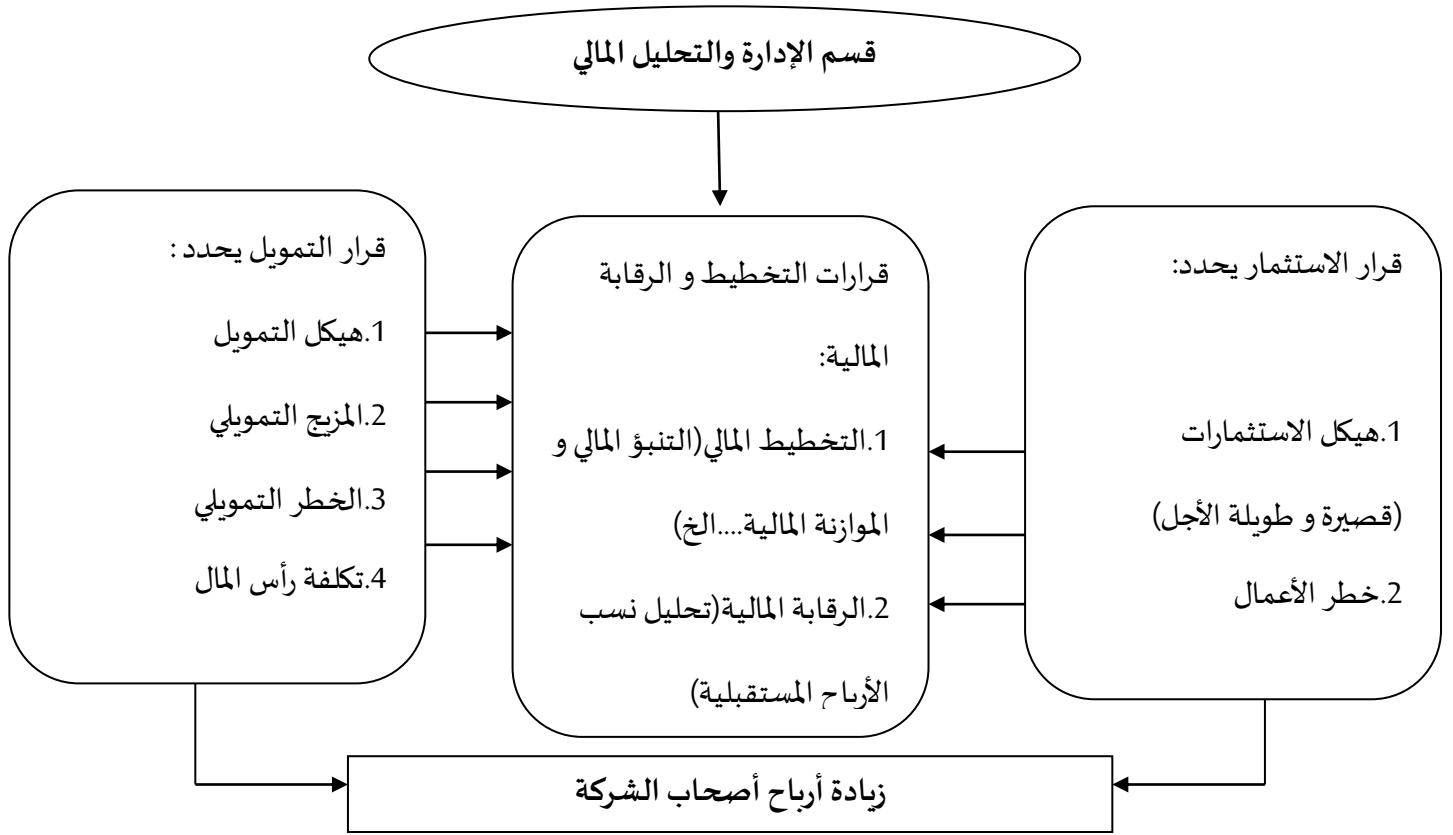 قسم الإدارة والتحليل المالي
قرار الاستثمار يحدد:
1.هيكل الاستثمارات
(قصيرة و طويلة الأجل)
2.خطر الأعمال
قرارات التخطيط و الرقابة
المالية:
1.التخطيط المالي(التنبؤ المالي و
الموازنة المالية....الخ)
2.الرقابة المالية(تحليل نسب
الأرباح المستقبلية)
قرار التمويل يحدد:
1.هيكل التمويل
2.المزيج التمويلي
3.الخطر التمويلي
4.تكلفة رأس المال
زيادة أرباح أصحاب الشركة